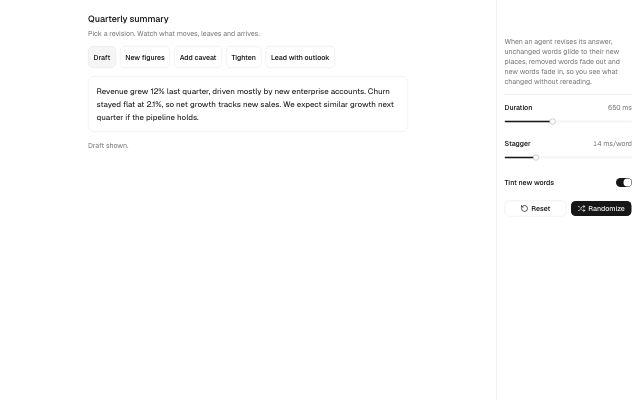 Quarterly summary
Pick a revision. Watch what moves, leaves and arrives.
Draft
New figures
Add caveat
Tighten
Lead with outlook
Revenue grew 12% last quarter, driven mostly by new enterprise accounts. Churn
stayed flat at 2.1%, so net growth tracks new sales. We expect similar growth next
quarter if the pipeline holds.
Draft shown.
When an agent revises its answer,
unchanged words glide to their new
places, removed words fade out and
new words fade in, so you see what
changed without rereading.
Duration 650 ms
Stagger 14 ms/word
Tint new words
Reset
Randomize